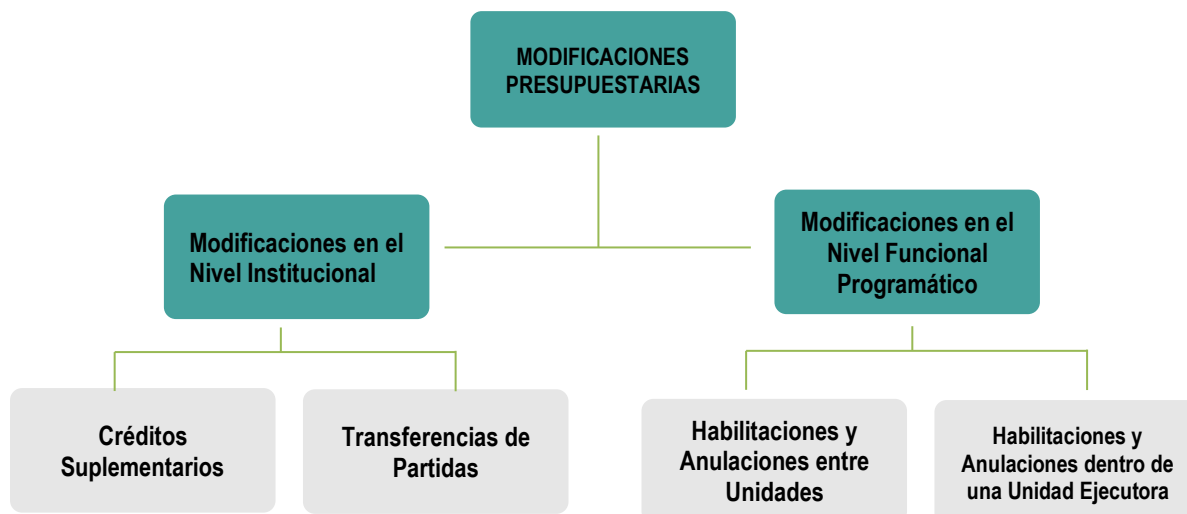 MODIFICACIONES
PRESUPUESTARIAS
Modificaciones en el
Nivel Institucional
Modificaciones en el
Nivel Funcional
Programático
Créditos
Suplementarios
Transferencias de
Partidas
Habilitaciones y
Anulaciones entre
Unidades
Habilitaciones y
Anulaciones dentro de
una Unidad Ejecutora